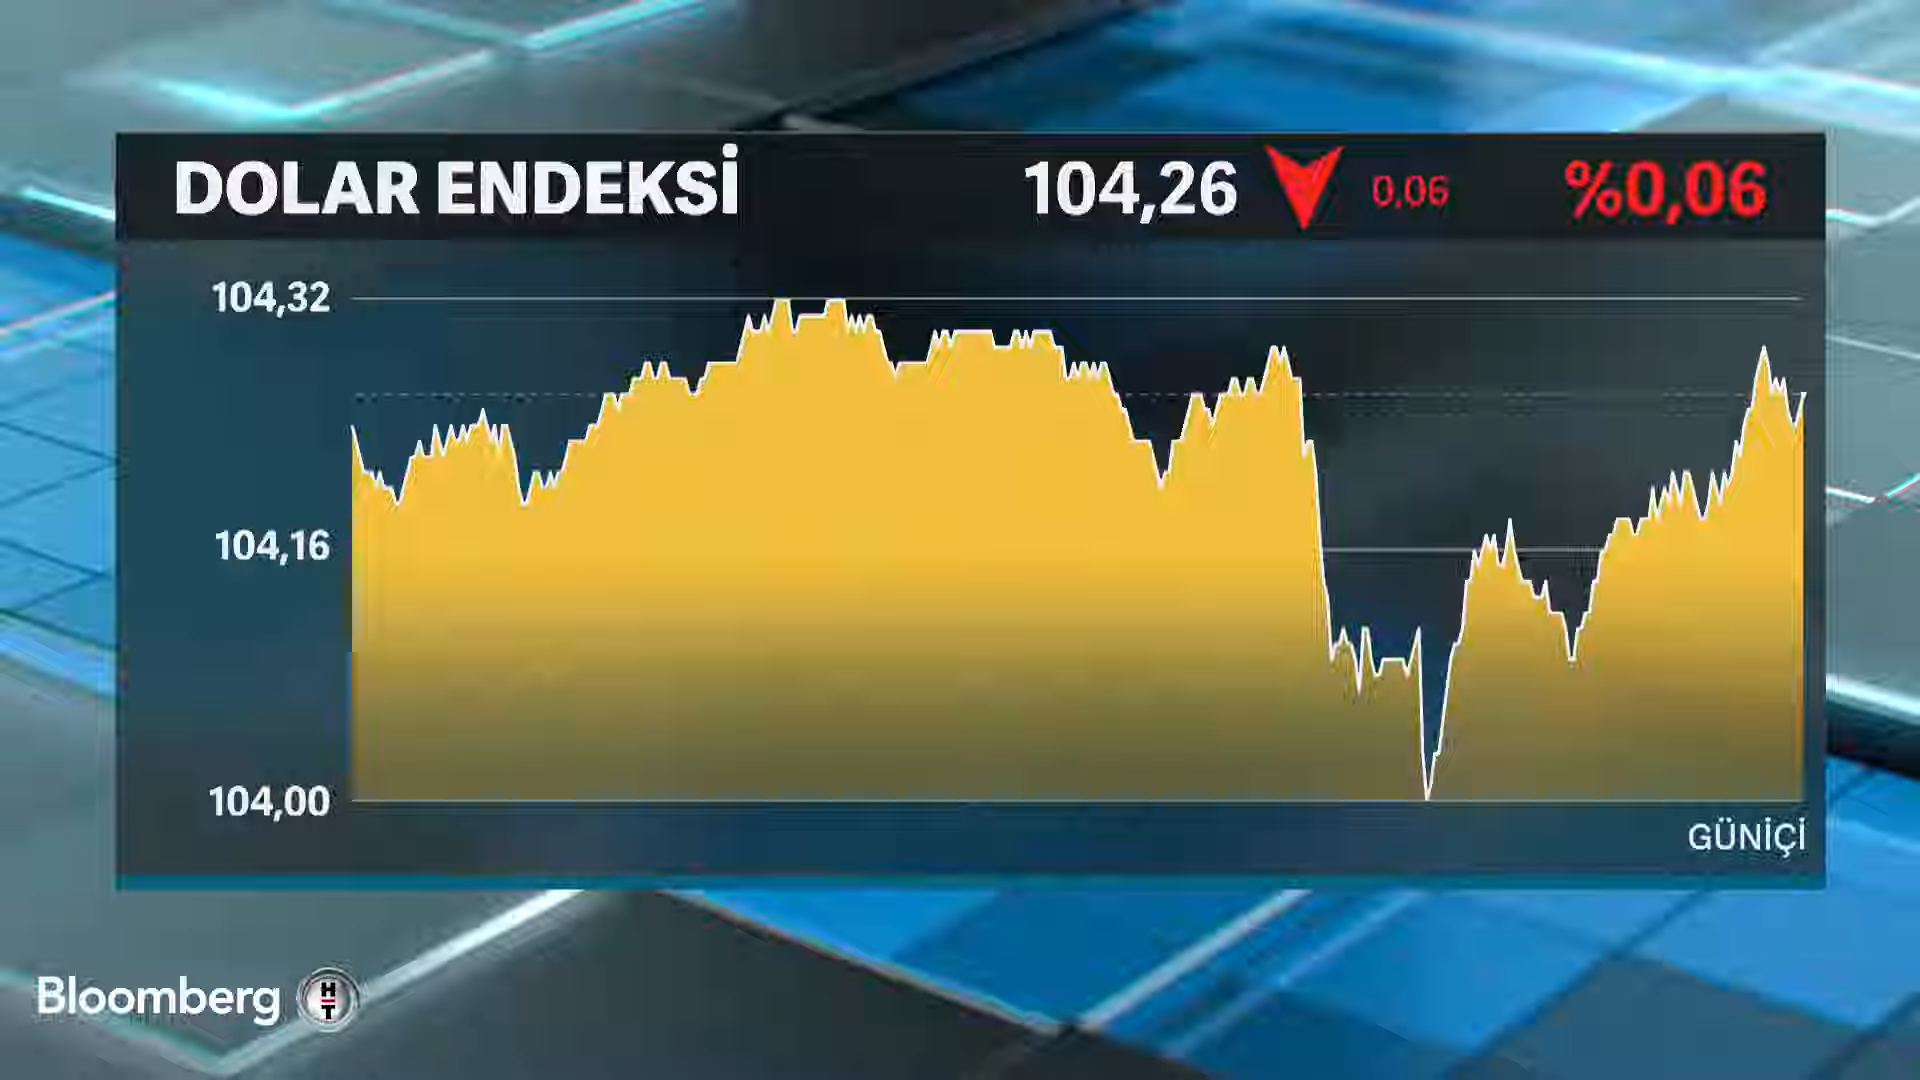 DOLAR ENDEKSİ 104,26 0,06 %0,06
104,32
104,16
104,00
GÜNİÇİ
Bloomberg HT